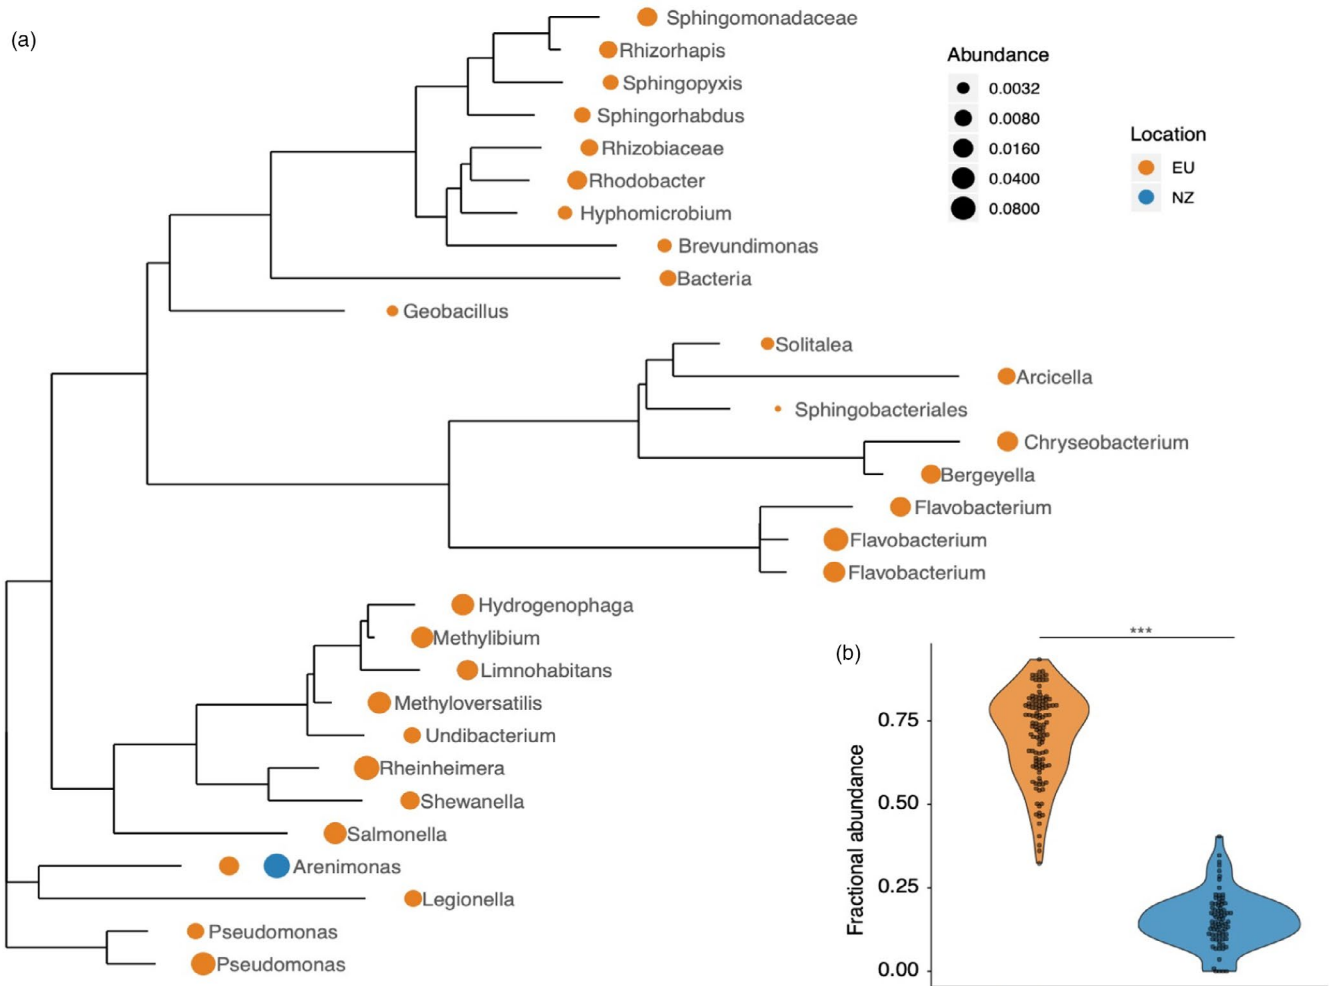 (a)
Sphingomonadaceae
Rhizorhapis
Sphingopyxis
Sphingorhabdus
Rhizobiaceae
Rhodobacter
Hyphomicrobium
Brevundimonas
Bacteria
Geobacillus
Solitalea
Arcicella
Sphingobacteriales
Chryseobacterium
Bergeyella
Flavobacterium
Flavobacterium
Flavobacterium
Hydrogenophaga
Methylibium
Limnohabitans
Methyloversatilis
Undibacterium
Rheinheimera
Shewanella
Salmonella
Arenimonas
Legionella
Pseudomonas
Pseudomonas
Abundance
0.0032
0.0080
0.0160
0.0400
0.0800
Location
EU
NZ
(b)
***
Fractional abundance
0.75
0.50
0.25
0.00